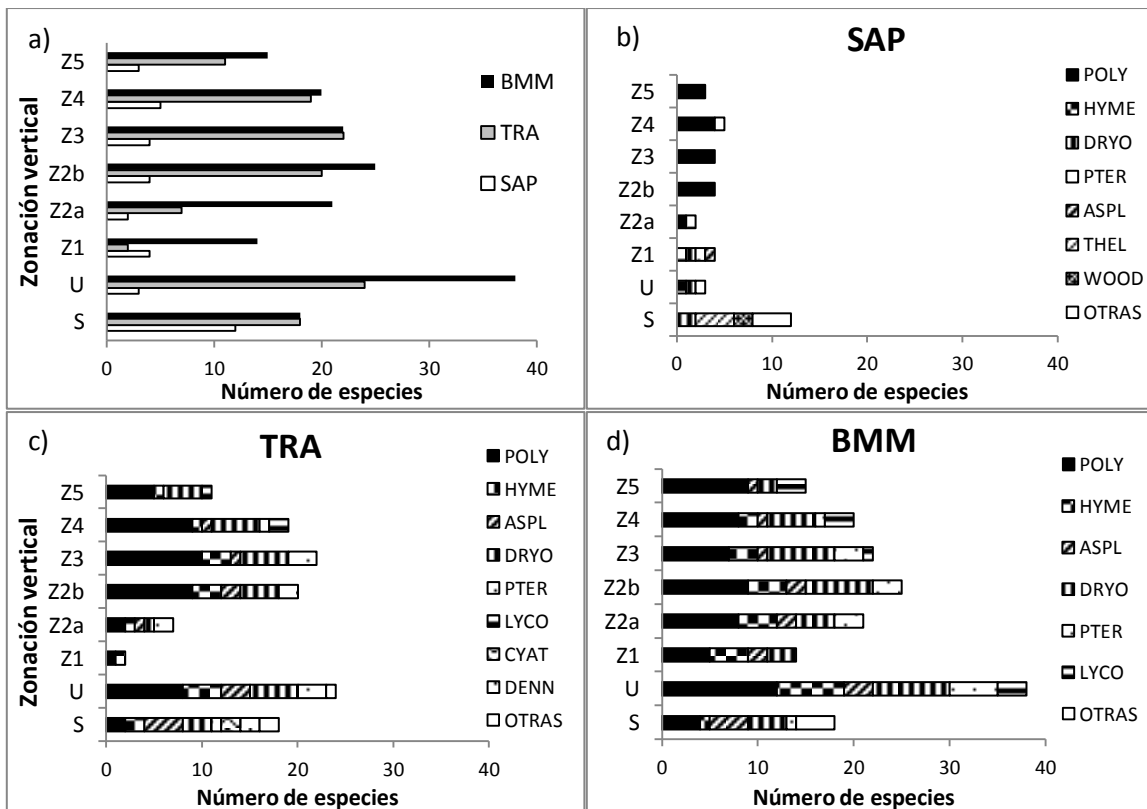 a)
Zonación vertical
Z5
Z4
Z3
Z2b
Z2a
Z1
U
S
0 10 20 30 40
Número de especies
BMM
TRA
SAP
b)
SAP
Z5
Z4
Z3
Z2b
Z2a
Z1
U
S
0 10 20 30 40
Número de especies
POLY
HYME
DRYO
PTER
ASPL
THEL
WOOD
OTRAS
c)
TRA
Zonación vertical
Z5
Z4
Z3
Z2b
Z2a
Z1
U
S
0 10 20 30 40
Número de especies
POLY
HYME
ASPL
DRYO
PTER
LYCO
CYAT
DENN
OTRAS
d)
BMM
Z5
Z4
Z3
Z2b
Z2a
Z1
U
S
0 10 20 30 40
Número de especies
POLY
HYME
ASPL
DRYO
PTER
LYCO
OTRAS